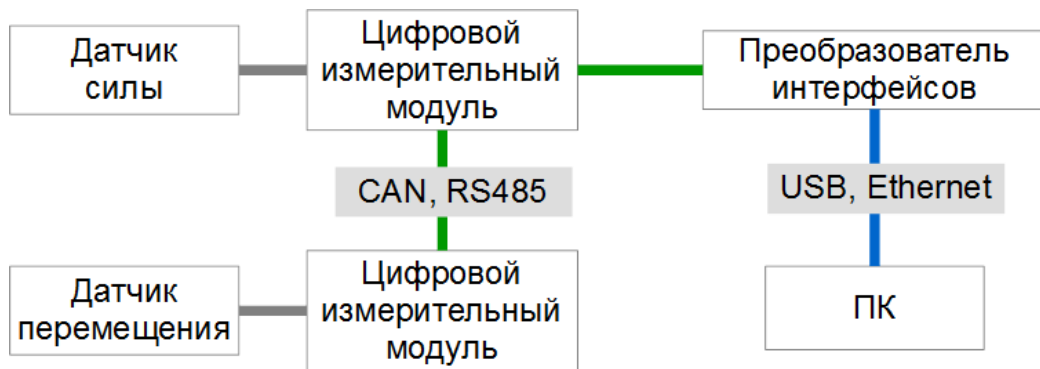 Датчик
силы
Цифровой
измерительный
модуль
Преобразователь
интерфейсов
CAN, RS485
USB, Ethernet
Датчик
перемещения
Цифровой
измерительный
модуль
ПК